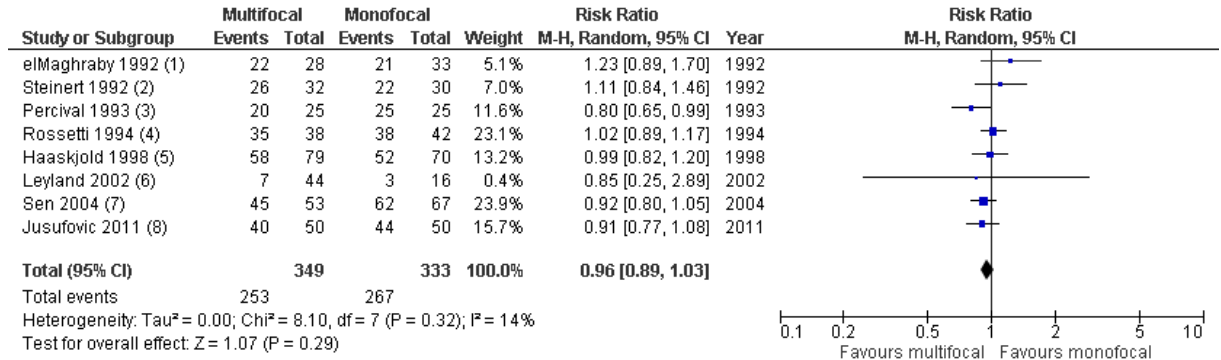 Multifocal Monofocal Risk Ratio Risk Ratio
Study or Subgroup Events Total Events Total Weight M-H, Random, 95% CI Year M-H, Random, 95% CI
elMaghraby 1992 (1) 22 28 21 33 5.1% 1.23 [0.89, 1.70] 1992
Steinert 1992 (2) 26 32 22 30 7.0% 1.11 [0.84, 1.46] 1992
Percival 1993 (3) 20 25 25 25 11.6% 0.80 [0.65, 0.99] 1993
Rossetti 1994 (4) 35 38 38 42 23.1% 1.02 [0.89, 1.17] 1994
Haaskjold 1998 (5) 58 79 52 70 13.2% 0.99 [0.82, 1.20] 1998
Leyland 2002 (6) 7 44 3 16 0.4% 0.85 [0.25, 2.89] 2002
Sen 2004 (7) 45 53 62 67 23.9% 0.92 [0.80, 1.05] 2004
Jusufovic 2011 (8) 40 50 44 50 15.7% 0.91 [0.77, 1.08] 2011
Total (95% CI) 349 333 100.0% 0.96 [0.89, 1.03]
Total events 253 267
Heterogeneity: Tau² = 0.00; Chi² = 8.10, df = 7 (P = 0.32); I² = 14%
Test for overall effect: Z = 1.07 (P = 0.29)
0.1 0.2 0.5 1 2 5 10
Favours multifocal Favours monofocal